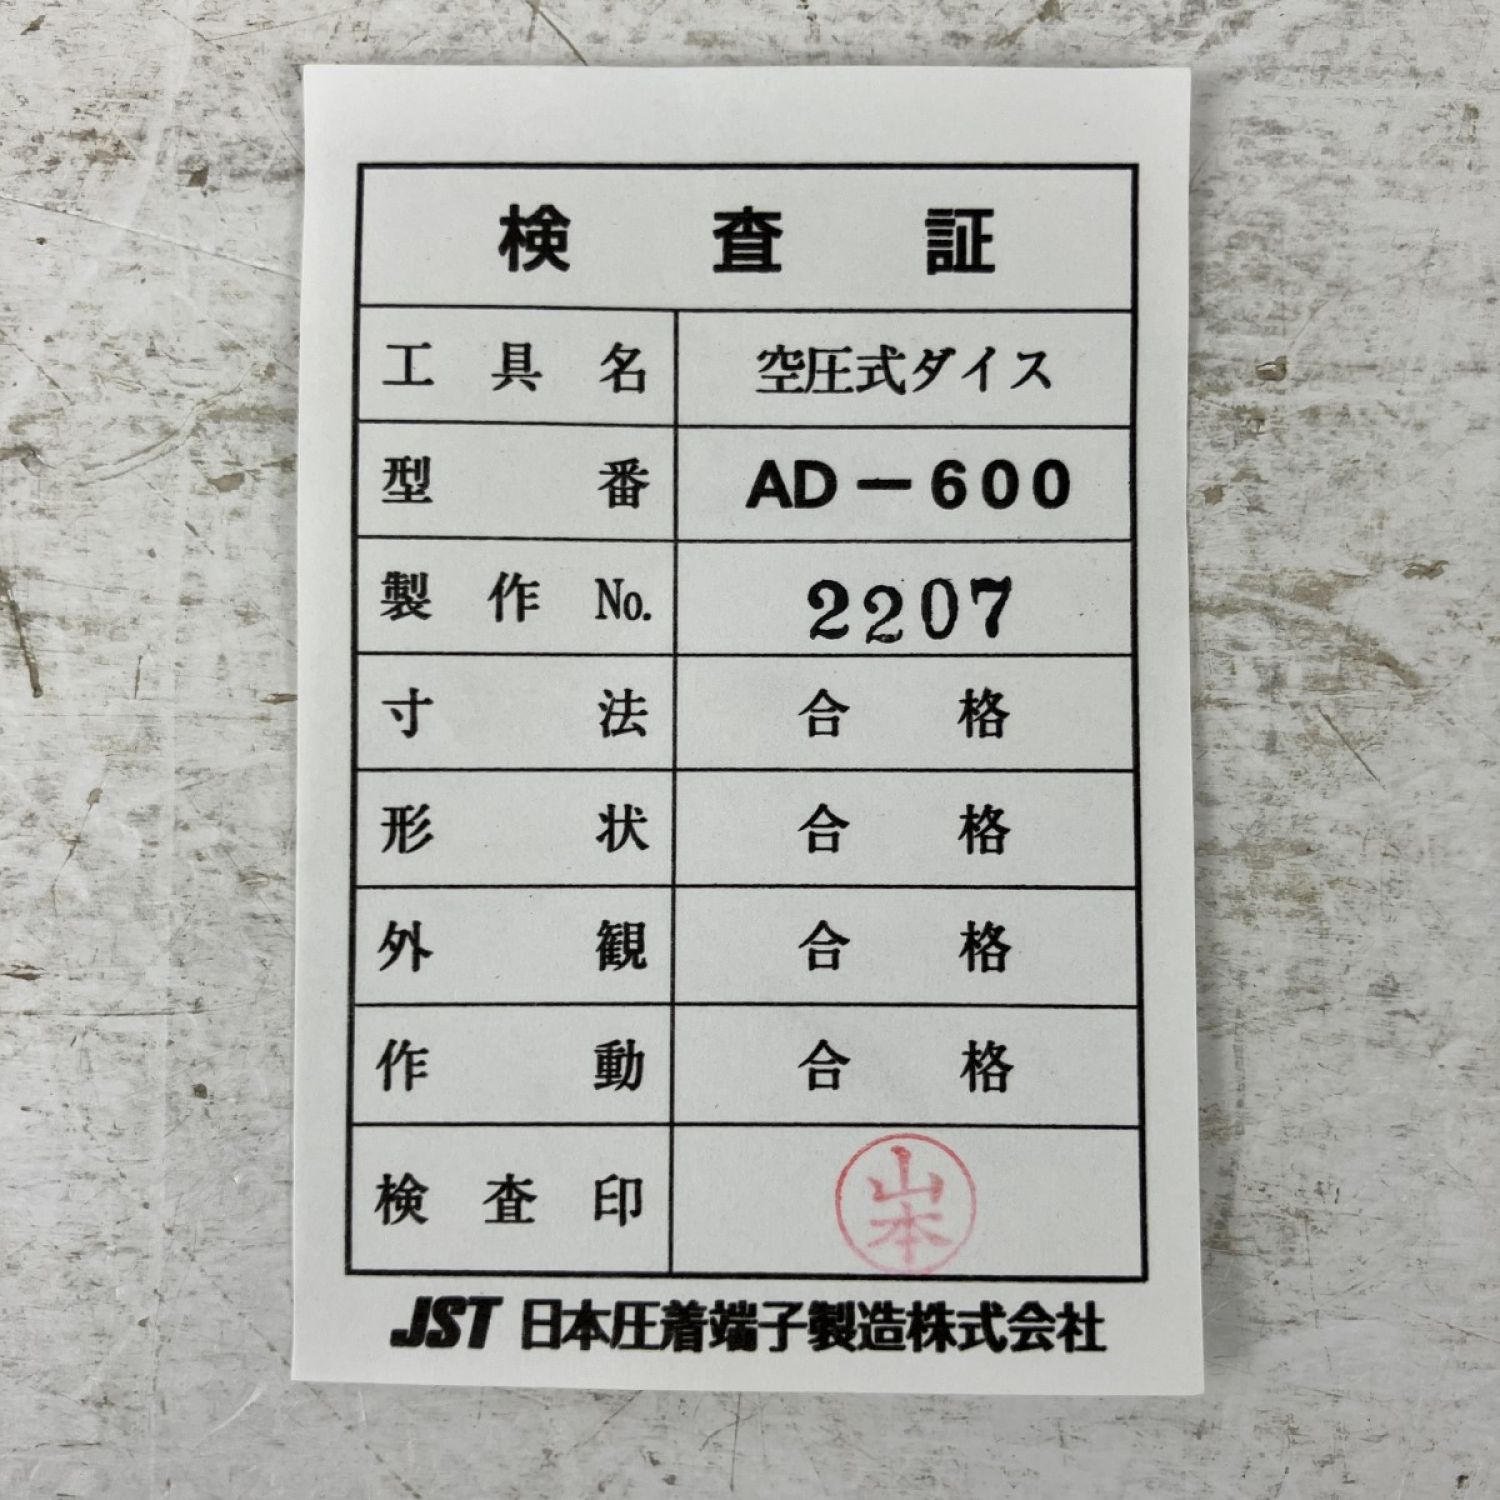 検査証
工具名 空圧式ダイス
型番 AD-600
製作No. 2207
寸法 合格
形状 合格
外観 合格
作動 合格
検査印 山本
JST 日本圧着端子製造株式会社